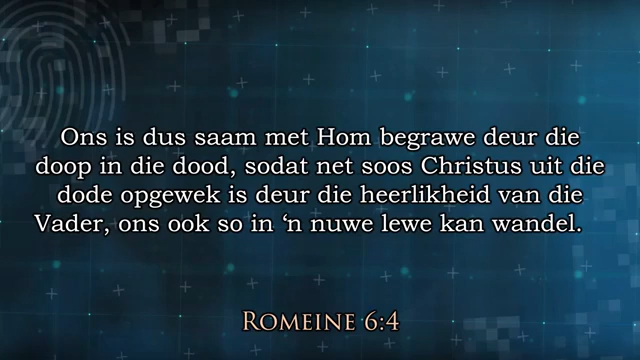 Ons is dus saam met Hom begrawe deur die
doop in die dood, sodat net soos Christus uit die
dode opgewek is deur die heerlikheid van die
Vader, ons ook so in ‘n nuwe lewe kan wandel.
Romeine 6:4